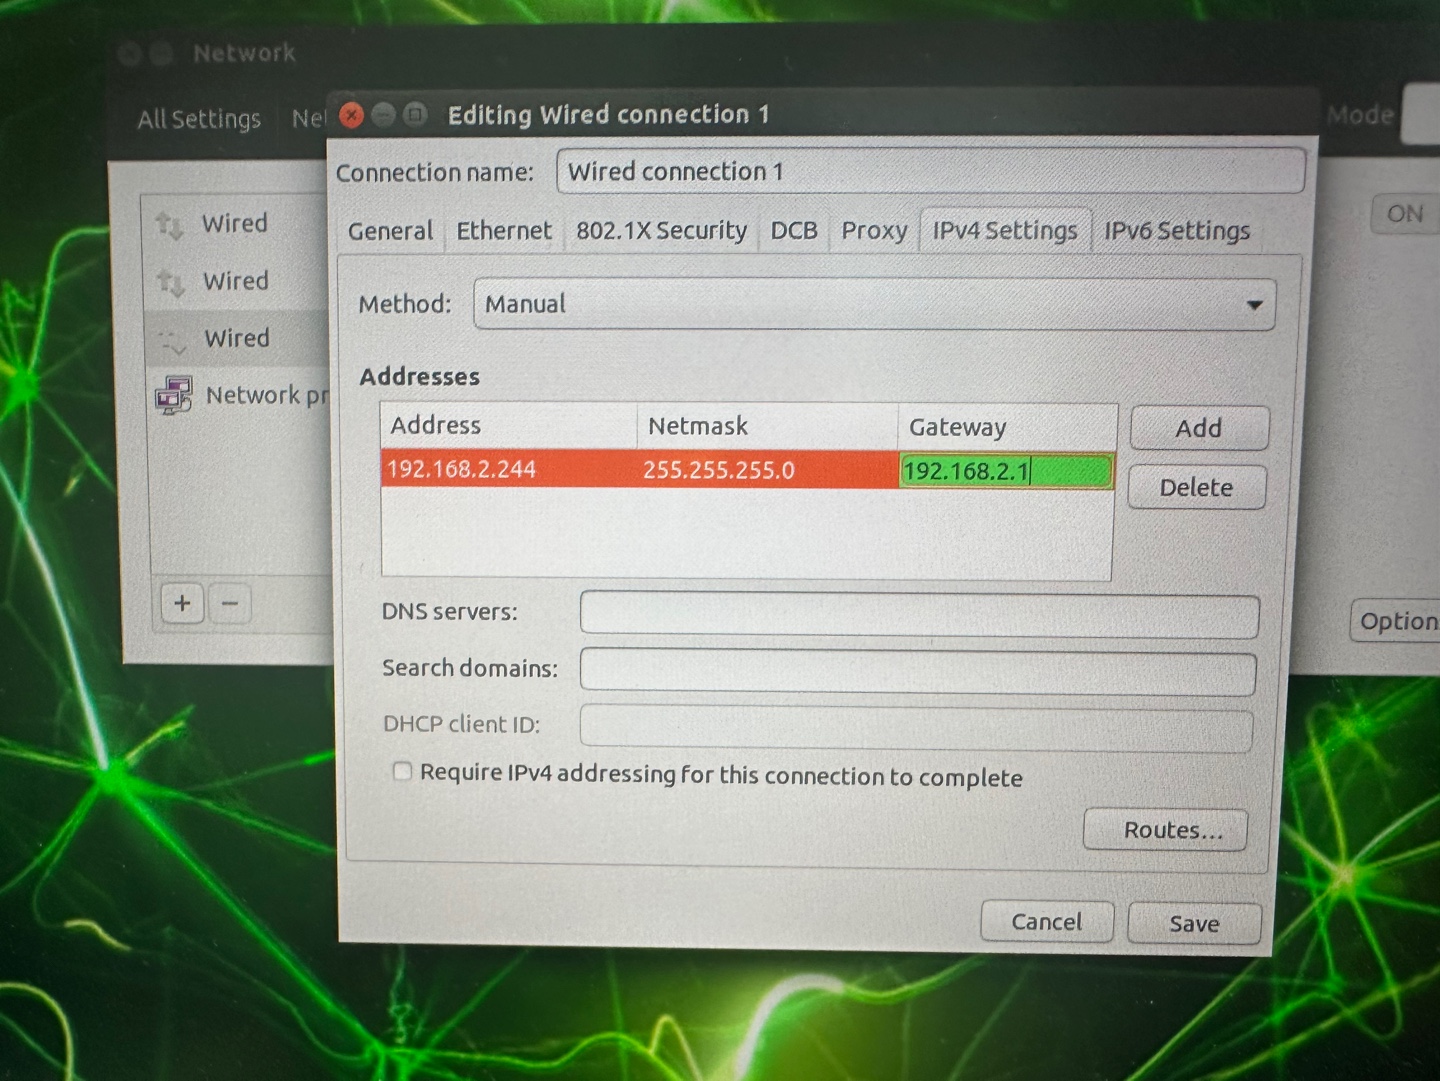 Network
All Settings
Editing Wired connection 1
Mode
Connection name: Wired connection 1
ON
General Ethernet 802.1X Security DCB Proxy IPv4 Settings IPv6 Settings
Wired
Wired
Wired
Network
Method: Manual
Addresses
Address Netmask Gateway
192.168.2.244 255.255.255.0 192.168.2.1
Add
Delete
+ −
DNS servers:
Search domains:
DHCP client ID:
Require IPv4 addressing for this connection to complete
Option
Routes...
Cancel Save